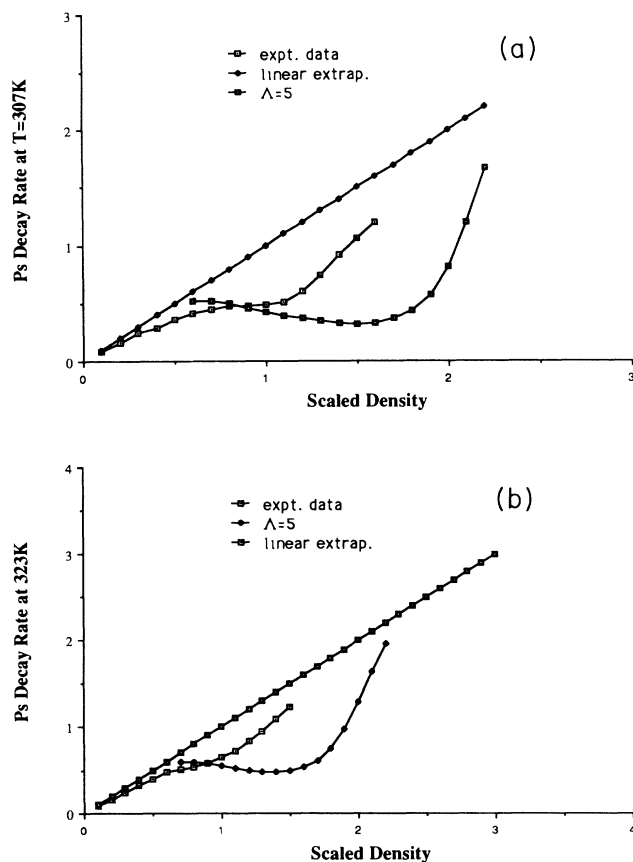 3
(a)
expt. data
linear extrap.
Λ=5
2
1
0
0
1
2
3
Ps Decay Rate at T=307K
Scaled Density
4
(b)
expt. data
Λ=5
linear extrap.
3
2
1
0
0
1
2
3
4
Ps Decay Rate at 323K
Scaled Density